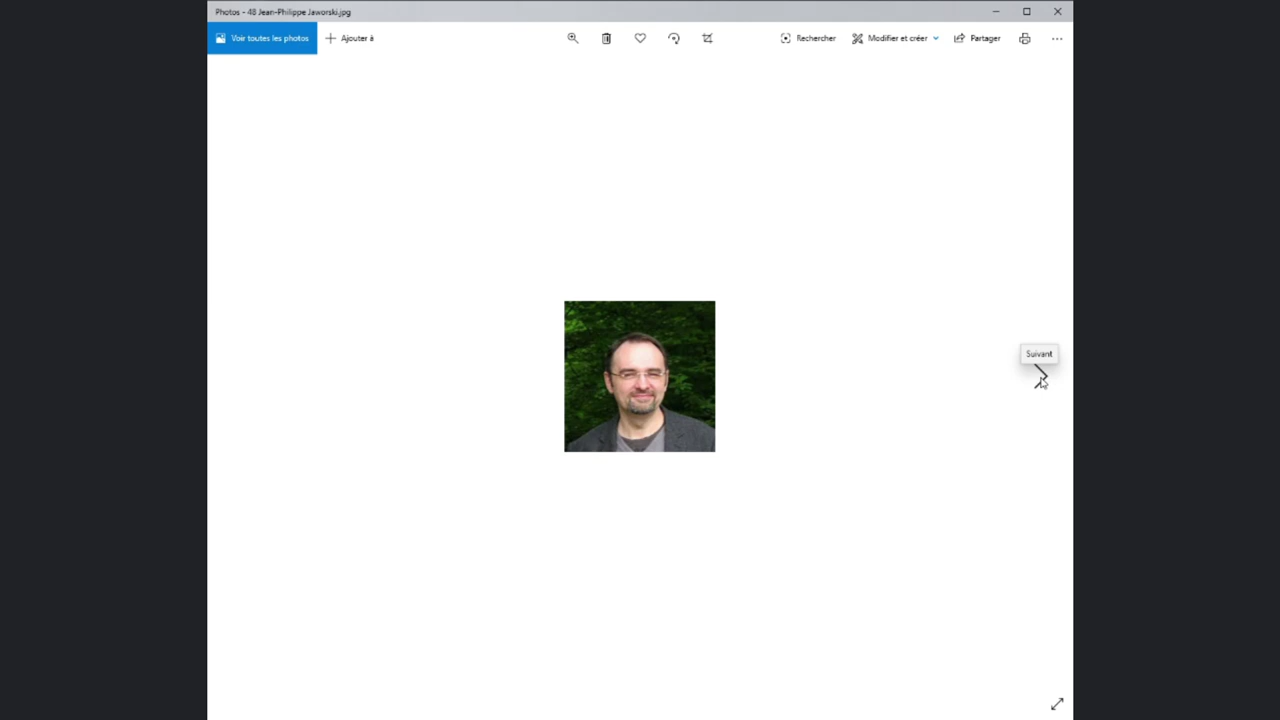 Photos - 48 Jean-Philippe Jaworski.jpg
Voir toutes les photos
Ajouter à
Rechercher
Modifier et créer
Partager
Suivant